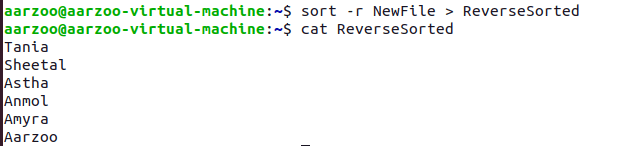 aarzoo@aarzoo-virtual-machine:~$ sort -r NewFile > ReverseSorted
aarzoo@aarzoo-virtual-machine:~$ cat ReverseSorted
Tania
Sheetal
Astha
Anmol
Amyra
Aarzoo